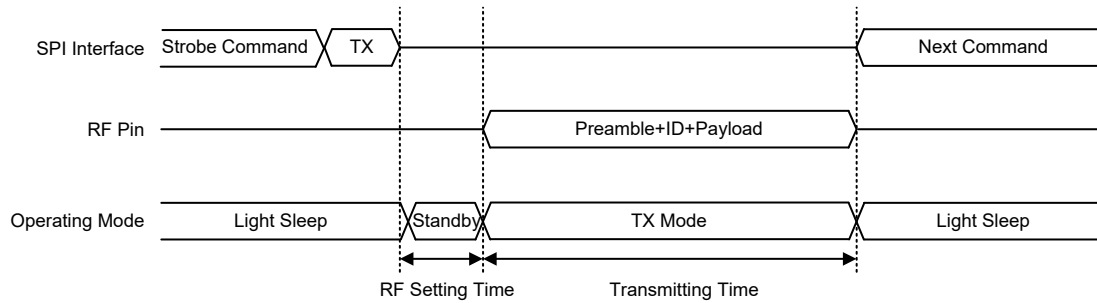 SPI Interface Strobe Command TX Next Command
RF Pin Preamble+ID+Payload
Operating Mode Light Sleep Standby TX Mode Light Sleep
RF Setting Time Transmitting Time